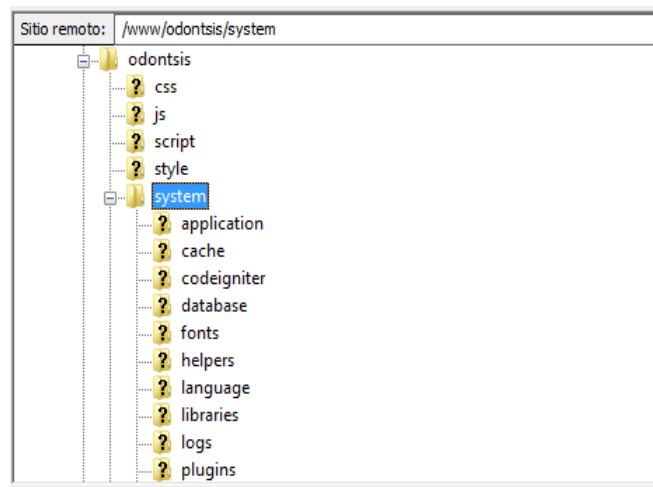 Sitio remoto: /www/odontsis/system
odontsis
css
js
script
style
system
application
cache
codeigniter
database
fonts
helpers
language
libraries
logs
plugins